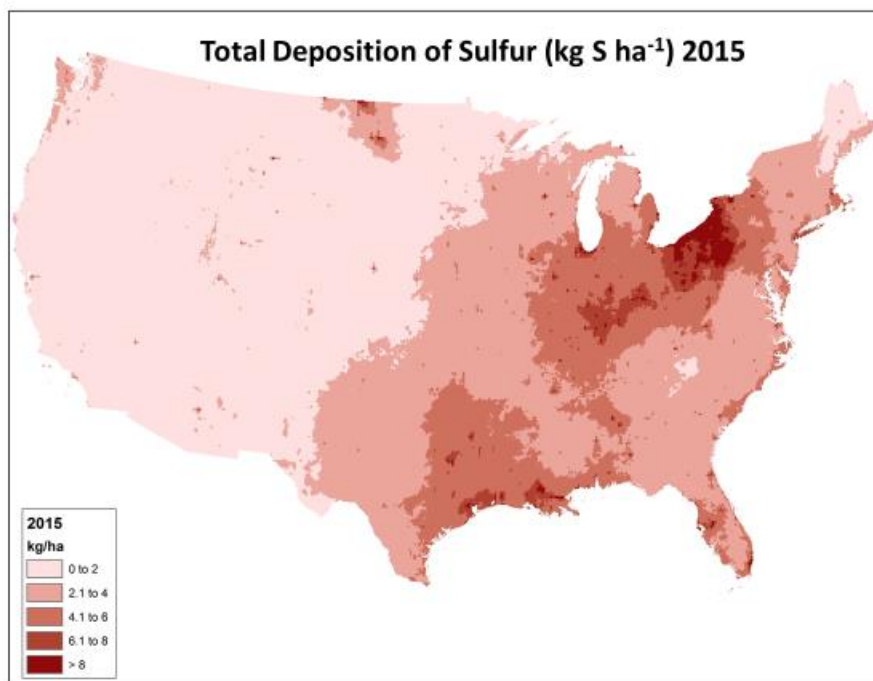 Total Deposition of Sulfur (kg S ha⁻¹) 2015
2015
kg/ha
0 to 2
2.1 to 4
4.1 to 6
6.1 to 8
> 8